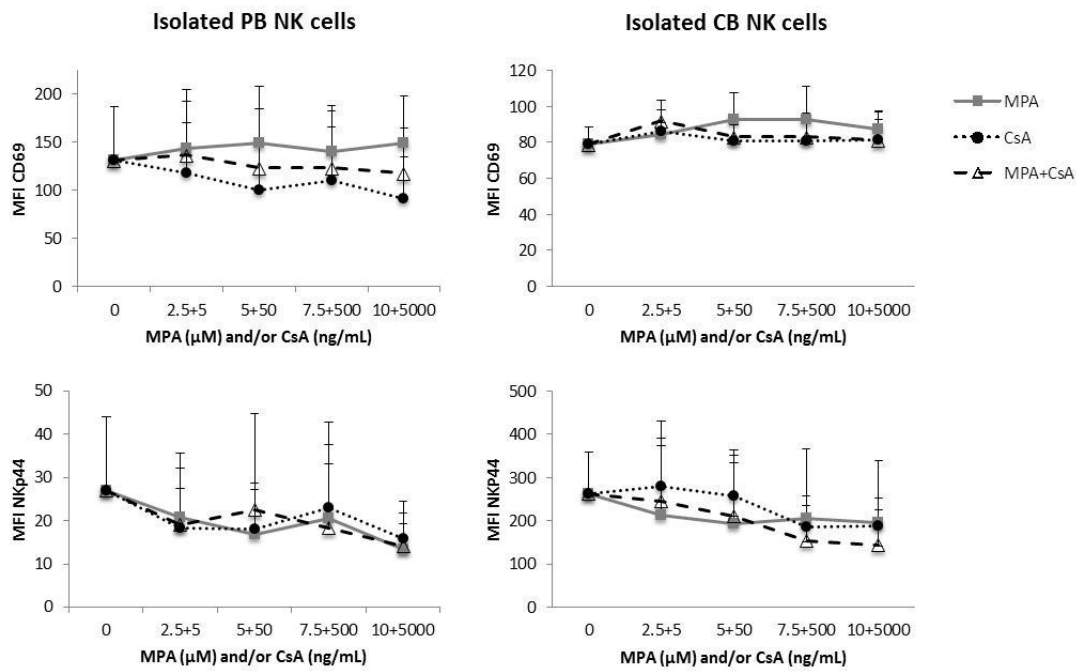 Isolated PB NK cells
Isolated CB NK cells
MFI CD69
200
150
100
50
0
0 2.5+5 5+50 7.5+500 10+5000
MPA (µM) and/or CsA (ng/mL)
MFI CD69
120
100
80
60
40
20
0
0 2.5+5 5+50 7.5+500 10+5000
MPA (µM) and/or CsA (ng/mL)
MPA
CsA
MPA+CsA
MFI NKp44
50
40
30
20
10
0
0 2.5+5 5+50 7.5+500 10+5000
MPA (µM) and/or CsA (ng/mL)
MFI NKP44
500
400
300
200
100
0
0 2.5+5 5+50 7.5+500 10+5000
MPA (µM) and/or CsA (ng/mL)